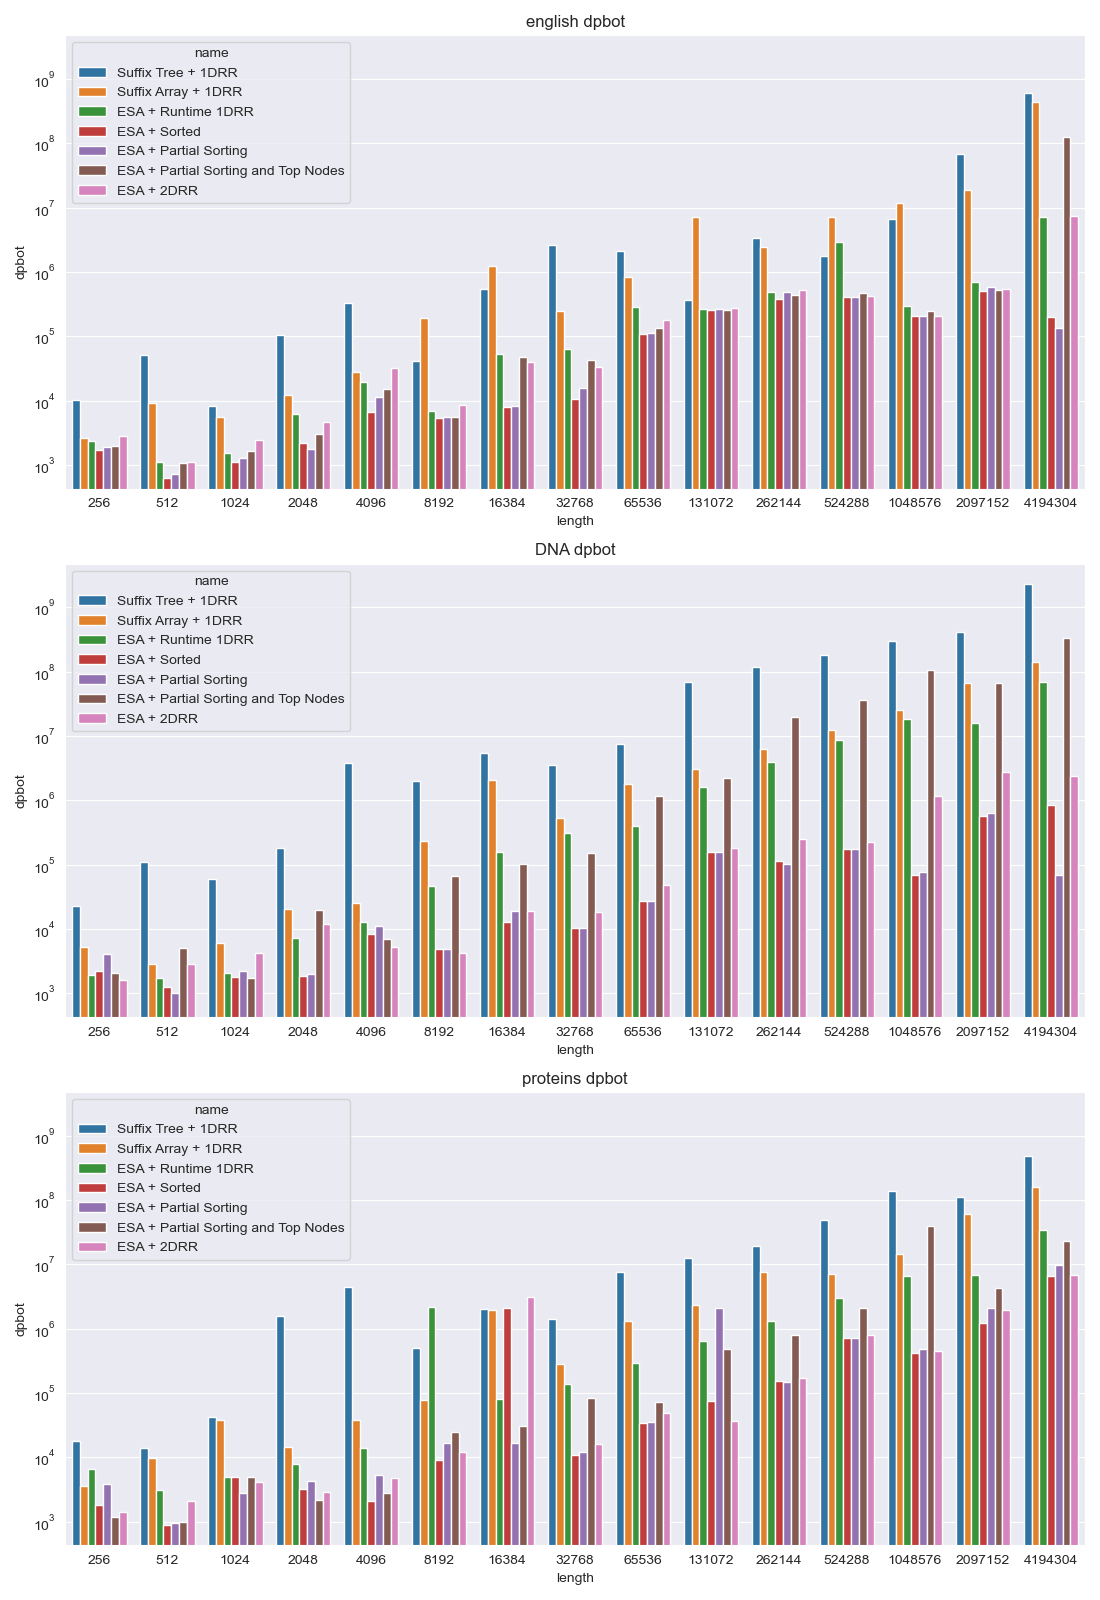 english dpbot
name
Suffix Tree + 1DRR
Suffix Array + 1DRR
ESA + Runtime 1DRR
ESA + Sorted
ESA + Partial Sorting
ESA + Partial Sorting and Top Nodes
ESA + 2DRR
10⁹
10⁸
10⁷
10⁶
10⁵
10⁴
10³
dpbot
256 512 1024 2048 4096 8192 16384 32768 65536 131072 262144 524288 1048576 2097152 4194304
length
DNA dpbot
name
Suffix Tree + 1DRR
Suffix Array + 1DRR
ESA + Runtime 1DRR
ESA + Sorted
ESA + Partial Sorting
ESA + Partial Sorting and Top Nodes
ESA + 2DRR
10⁹
10⁸
10⁷
10⁶
10⁵
10⁴
10³
dpbot
256 512 1024 2048 4096 8192 16384 32768 65536 131072 262144 524288 1048576 2097152 4194304
length
proteins dpbot
name
Suffix Tree + 1DRR
Suffix Array + 1DRR
ESA + Runtime 1DRR
ESA + Sorted
ESA + Partial Sorting
ESA + Partial Sorting and Top Nodes
ESA + 2DRR
10⁹
10⁸
10⁷
10⁶
10⁵
10⁴
10³
dpbot
256 512 1024 2048 4096 8192 16384 32768 65536 131072 262144 524288 1048576 2097152 4194304
length